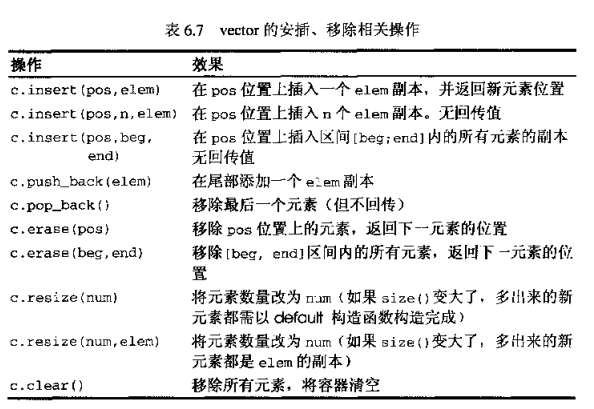 表 6.7 vector 的安插、移除相关操作
操作 效果
c.insert(pos,elem) 在 pos 位置上插入一个 elem 副本，并返回新元素位置
c.insert(pos,n,elem) 在 pos 位置上插入 n 个 elem 副本。无回传值
c.insert(pos,beg, 在 pos 位置上插入区间[beg;end]内的所有元素的副本
end) 无回传值
c.push_back(elem) 在尾部添加一个 elem 副本
c.pop_back() 移除最后一个元素（但不回传）
c.erase(pos) 移除 pos 位置上的元素，返回下一元素的位置
c.erase(beg,end) 移除[beg, end]区间内的所有元素，返回下一元素的位
置
c.resize(num) 将元素数量改为 num（如果 size()变大了，多出来的新
元素都需以 default 构造函数构造完成）
c.resize(num,elem) 将元素数量改为 num（如果 size()变大了，多出来的新
元素都是 elem 的副本）
c.clear() 移除所有元素，将容器清空